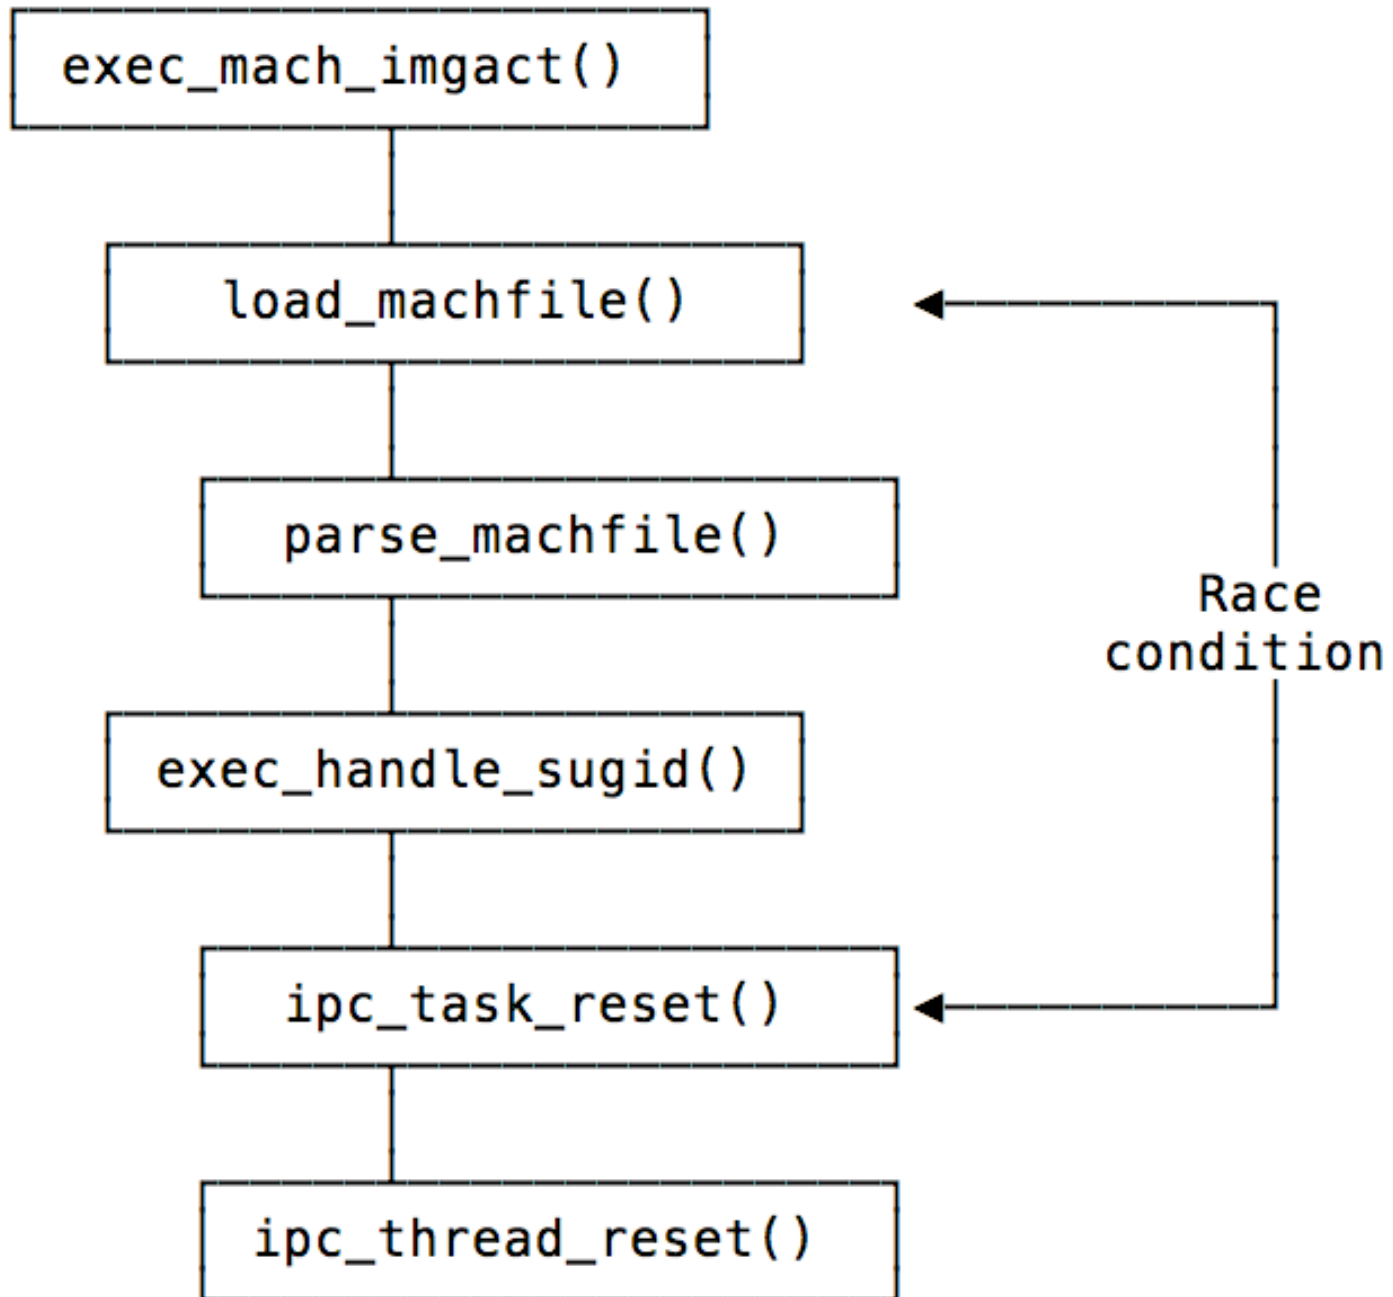 exec_mach_imgact()
load_machfile()
parse_machfile()
Race
condition
exec_handle_sugid()
ipc_task_reset()
ipc_thread_reset()